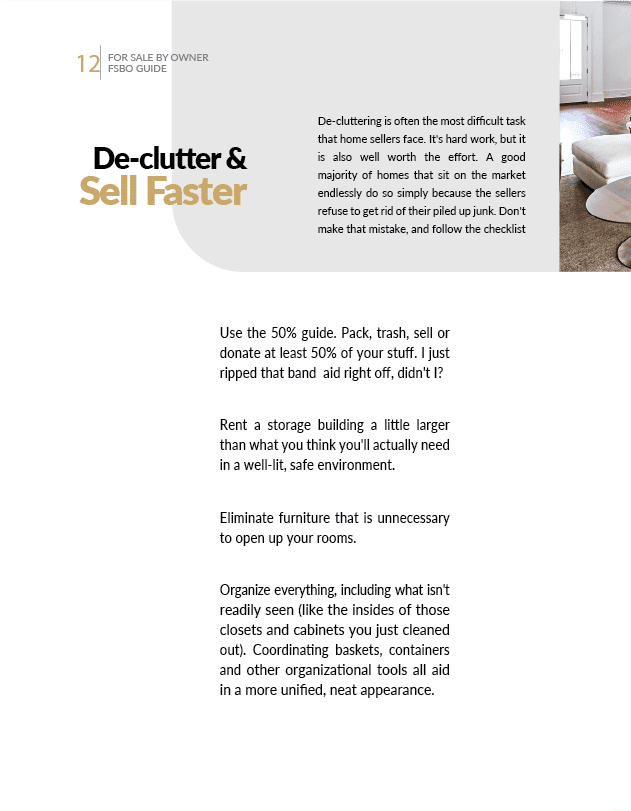 12
FOR SALE BY OWNER
FSBO GUIDE
De-clutter &
Sell Faster
De-cluttering is often the most difficult task
that home sellers face. It's hard work, but it
is also well worth the effort. A good
majority of homes that sit on the market
endlessly do so simply because the sellers
refuse to get rid of their piled up junk. Don't
make that mistake, and follow the checklist
Use the 50% guide. Pack, trash, sell or
donate at least 50% of your stuff. I just
ripped that band  aid right off, didn't I?
Rent a storage building a little larger
than what you think you'll actually need
in a well-lit, safe environment.
Eliminate furniture that is unnecessary
to open up your rooms.
Organize everything, including what isn't
readily seen (like the insides of those
closets and cabinets you just cleaned
out). Coordinating baskets, containers
and other organizational tools all aid
in a more unified, neat appearance.